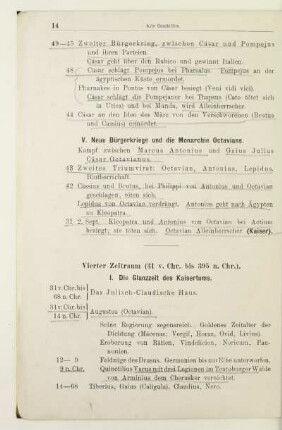 14
Alte Geschichte.
49—45 Zweiter Bürgerkrieg, zwischen Cäsar und Pompejus
und ihren Parteien.
Cäsar geht über den Rubico und gewinnt Italien.
48 Cäsar schlägt Pompejus bei Pharsalus. Pompejus an der
ägyptischen Küste ermordet.
Pharnakes in Pontus von Cäsar besiegt (Veni vidi vici).
Cäsar schlägt die Pompejaner bei Thapsus (Cato tötet sich
in Utica) und bei Munda, wird Alleinherrscher
44 Cäsar an den Idus des März von den Verschworenen (Brutus
und Cassius) ermordet.
V. Neue Bürgerkriege und die Monarchie Octavians.
Kampf zwischen Marcus Antonius und Gaius Julius
Cäsar Octavianus.
43 Zweites Triumvirat: Octavian, Antonius, Lepidus.
Blutherrschaft
42 Cassius und Brutus, bei Philippi von Antonius und Octavian
geschlagen, töten sich.
Lepidus von Octavian verdrängt. Antonius geht nach Ägypten
zu Kleopatra.
31 2. Sept. Kleopatra und Antonius von Octavian bei Actium
besiegt; sie töten sich. Octavian Alleinherrscher (Kaiser).
Vierter Zeitraum (31 v. Chr. bis 395 n. Chr.).
I. Die Glanzzeit des Kaisertums.
31 v. Chr. bis
68 n. Chr.
Das Julisch-Claudische Haus.
31 v. Chr. bis
14 n. Chr.
Augustus (Octavian).
Seine Regierung segensreich. Goldenes Zeitalter der
Dichtung (Mäcenas; Vergil, Horaz, Ovid, Livius).
Eroberung von Rätien, Vindelicien, Noricum, Pan-
nonien.
12—9 Feldzüge des Drusus. Germanien bis zur Elbe unterworfen.
9 n. Chr. Quinctilius Varus mit drei Legionen im Teutoburger Walde
von Arminius dem Cherusker vernichtet.
14—68 Tiberius, Gaius (Caligula), Claudius, Nero.